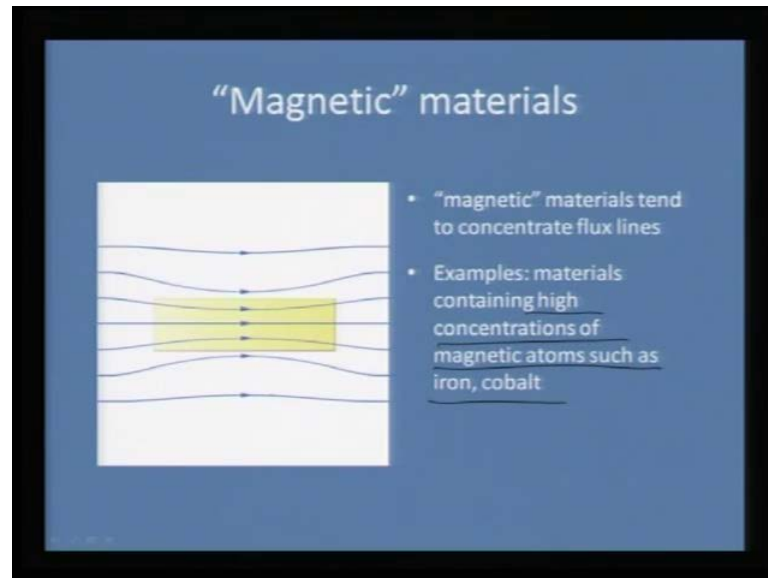 “Magnetic” materials
• “magnetic” materials tend
to concentrate flux lines
• Examples: materials
containing high
concentrations of
magnetic atoms such as
iron, cobalt